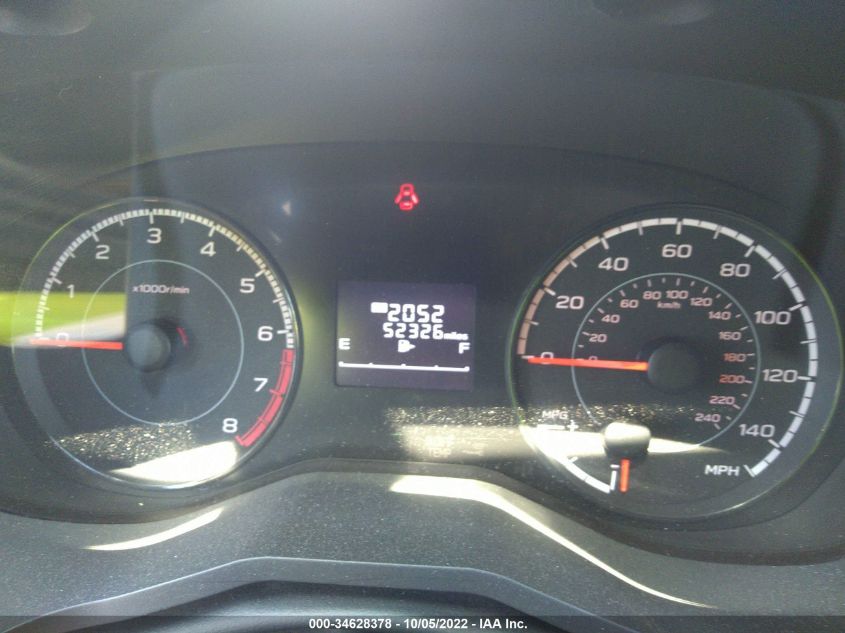 1 2 3 4 5 6 7 8
x1000r/min
2052
52326miles
E F
0 20 40 60 80 100 120 140
MPH
0 20 40 60 80 100 120 140 160 180 200 220 240
km/h
MPG
+
000-34628378 - 10/05/2022 - IAA Inc.